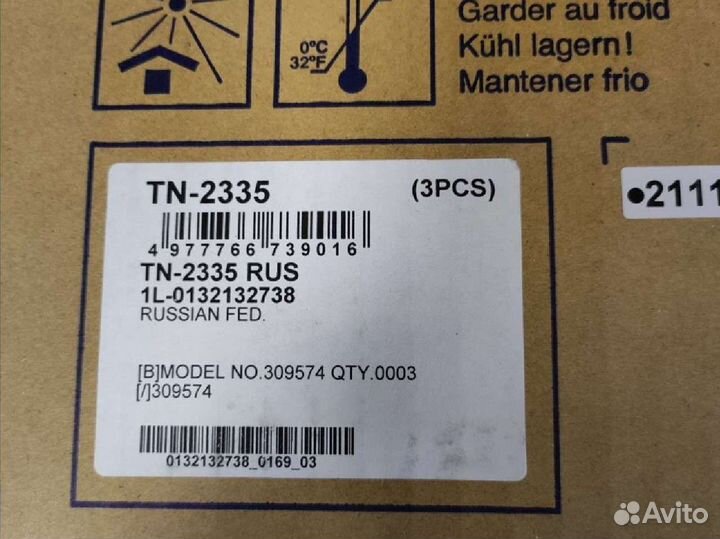 Garder au froid
0°C
32°F
Kühl lagern!
Mantener frio
TN-2335
(3PCS)
4 977766 739016
TN-2335 RUS
1L-0132132738
RUSSIAN FED.
[B]MODEL NO.309574 QTY.0003
[/]309574
0132132738_0169_03
●2111
Avito